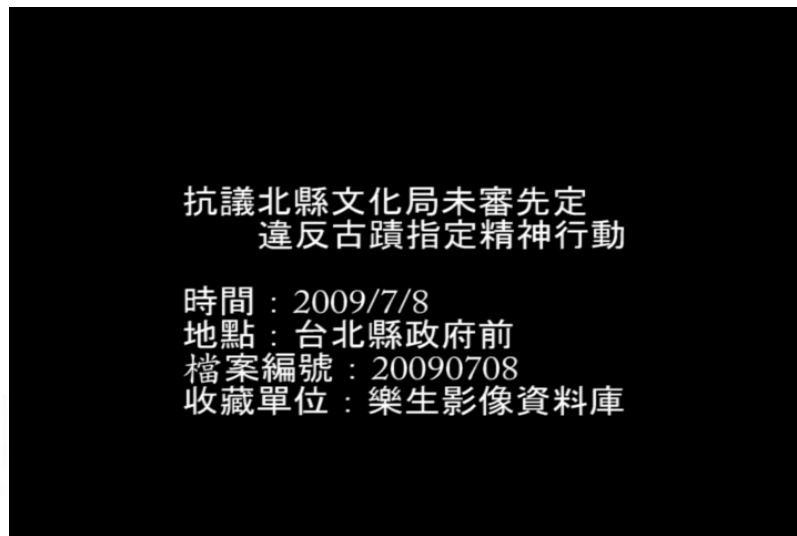 抗議北縣文化局未審先定
違反古蹟指定精神行動
時間：2009/7/8
地點：台北縣政府前
檔案編號：20090708
收藏單位：樂生影像資料庫